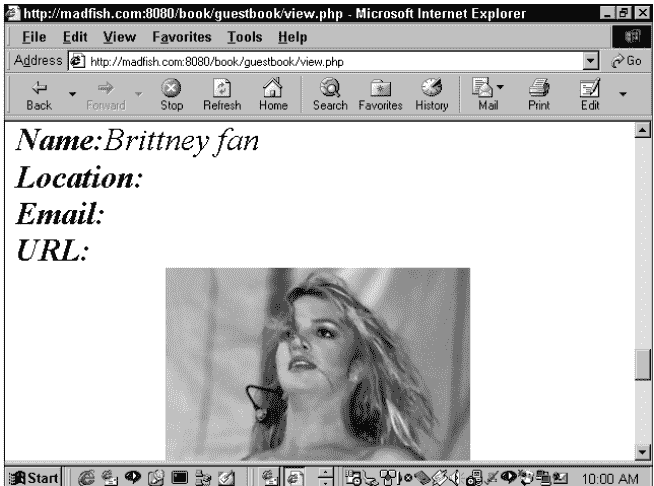 http://madfish.com:8080/book/guestbook/view.php - Microsoft Internet Explorer
File Edit View Favorites Tools Help
Address http://madfish.com:8080/book/guestbook/view.php Go
Back Forward Stop Refresh Home Search Favorites History Mail Print Edit
Name:Brittney fan
Location:
Email:
URL:
Start 10:00 AM